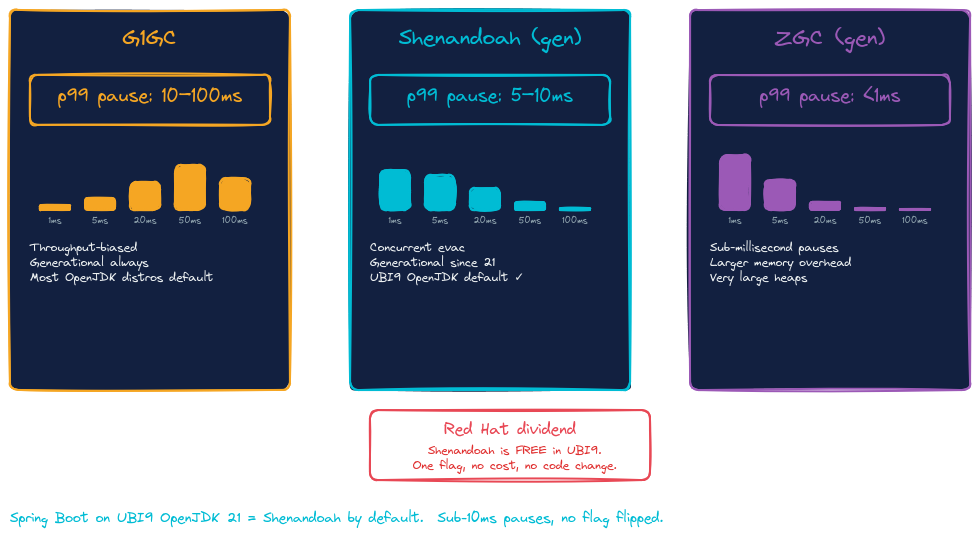 G1GC
p99 pause: 10–100ms
1ms 5ms 20ms 50ms 100ms
Throughput-biased
Generational always
Most OpenJDK distros default
Shenandoah (gen)
p99 pause: 5–10ms
1ms 5ms 20ms 50ms 100ms
Concurrent evac
Generational since 21
UBI9 OpenJDK default ✓
ZGC (gen)
p99 pause: <1ms
1ms 5ms 20ms 50ms 100ms
Sub-millisecond pauses
Larger memory overhead
Very large heaps
Red Hat dividend
Shenandoah is FREE in UBI9.
One flag, no cost, no code change.
Spring Boot on UBI9 OpenJDK 21 = Shenandoah by default. Sub-10ms pauses, no flag flipped.